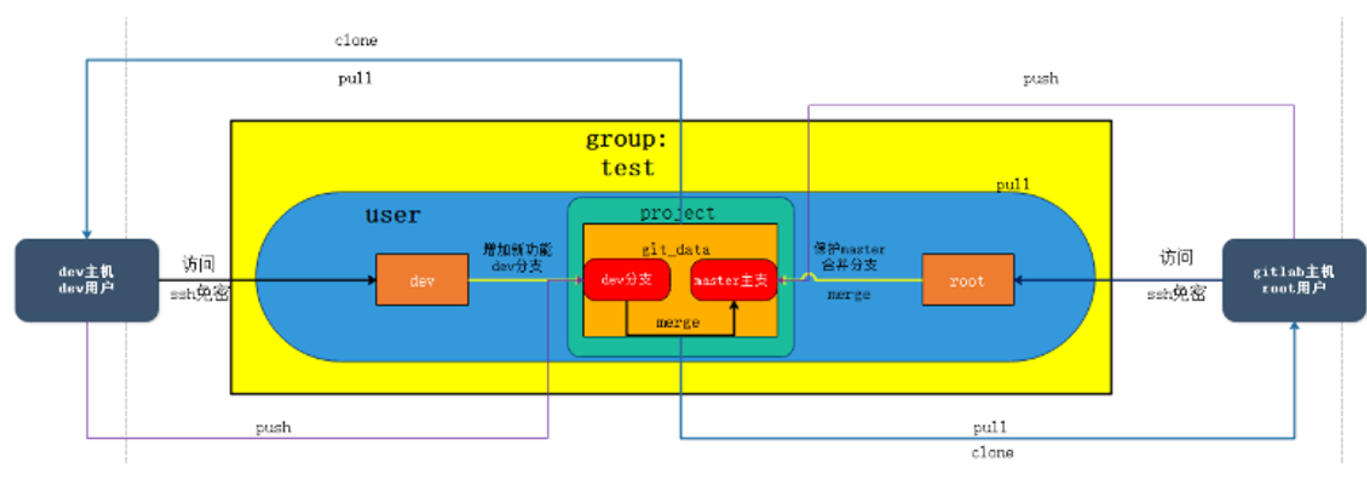 clone
pull
push
group:
test
pull
user
project
git_data
增加新功能
dev分支
保护master
合并分支
访问
ssh免密
dev主机
dev用户
dev
dev分支
master主支
merge
merge
root
访问
ssh免密
gitlab主机
root用户
push
pull
clone